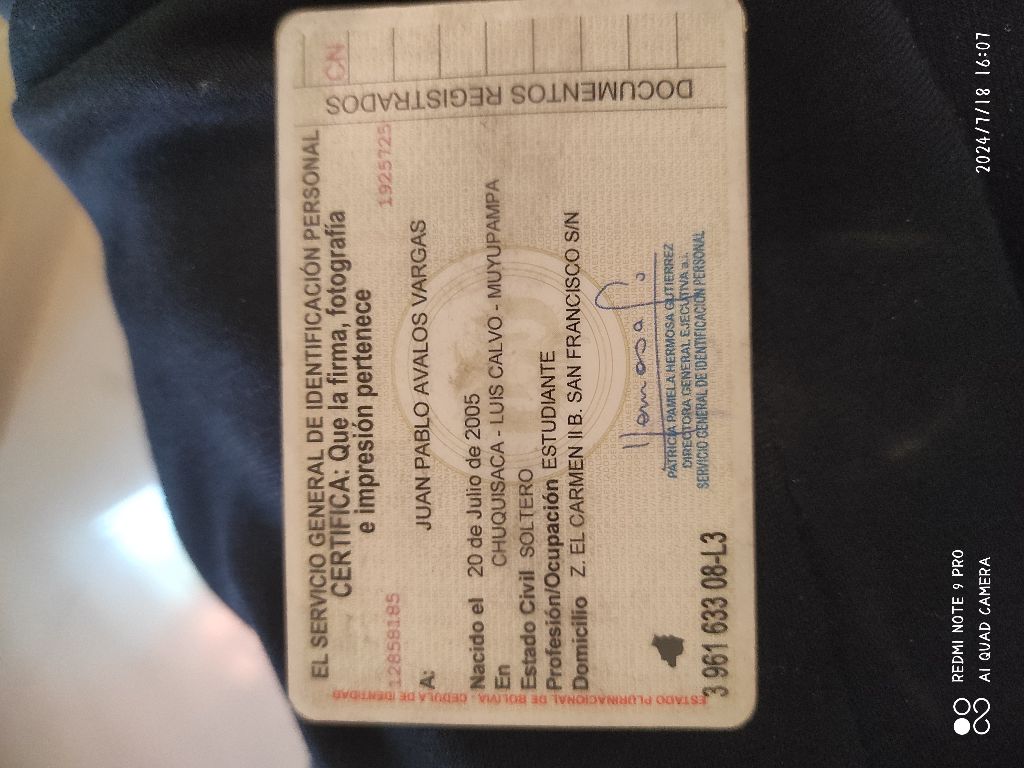 EL SERVICIO GENERAL DE IDENTIFICACIÓN PERSONAL
CERTIFICA: Que la firma, fotografía
e impresión pertenece
12858185
1925725
A:
JUAN PABLO AVALOS VARGAS
Nacido el 20 de Julio de 2005
En CHUQUISACA - LUIS CALVO - MUYUPAMPA
Estado Civil SOLTERO
Profesión/Ocupación ESTUDIANTE
Domicilio Z. EL CARMEN II B. SAN FRANCISCO S/N
PATRICIA PAMELA HERMOSA GUTIERREZ
DIRECTORA GENERAL EJECUTIVA a.i.
SERVICIO GENERAL DE IDENTIFICACIÓN PERSONAL
3 961 633 08-L3
ESTADO PLURINACIONAL DE BOLIVIA - CEDULA DE IDENTIDAD
DOCUMENTOS REGISTRADOS
CN
REDMI NOTE 9 PRO
AI QUAD CAMERA
2024/7/18 16:07